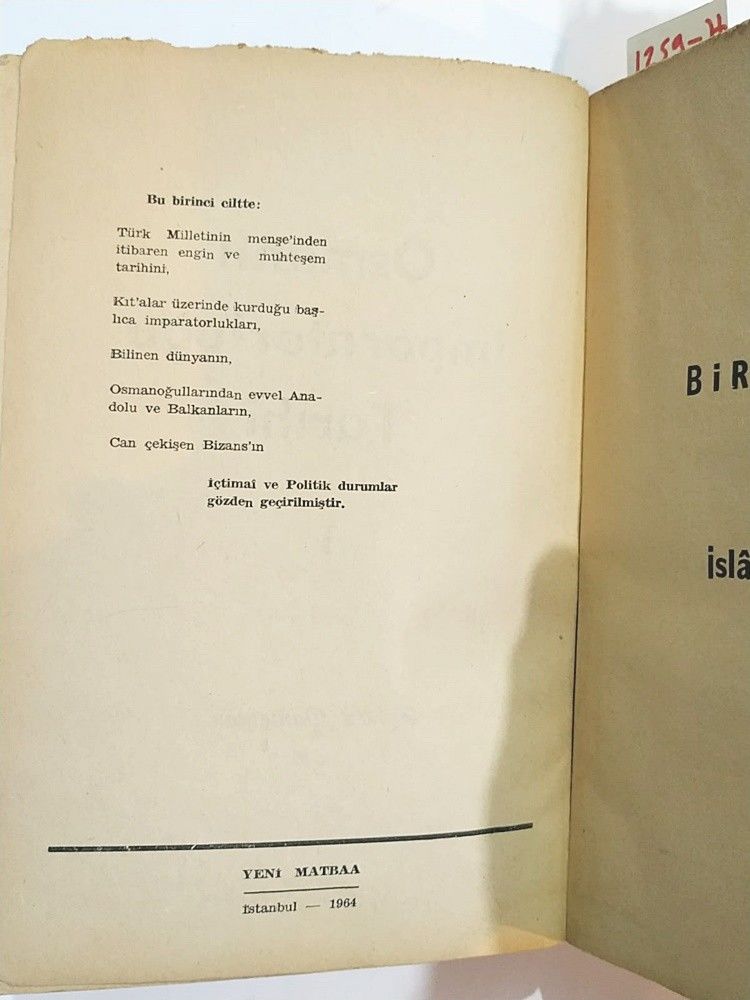 Bu birinci ciltte:
Türk Milletinin menşe'inden
itibaren engin ve muhteşem
tarihini,
Kıt'alar üzerinde kurduğu baş-
lıca imparatorlukları,
Bilinen dünyanın,
Osmanoğullarından evvel Ana-
dolu ve Balkanların,
Can çekişen Bizans'ın
içtimaî ve Politik durumlar
gözden geçirilmiştir.
YENİ MATBAA
İstanbul — 1964
1259-H
BİR
İslâ